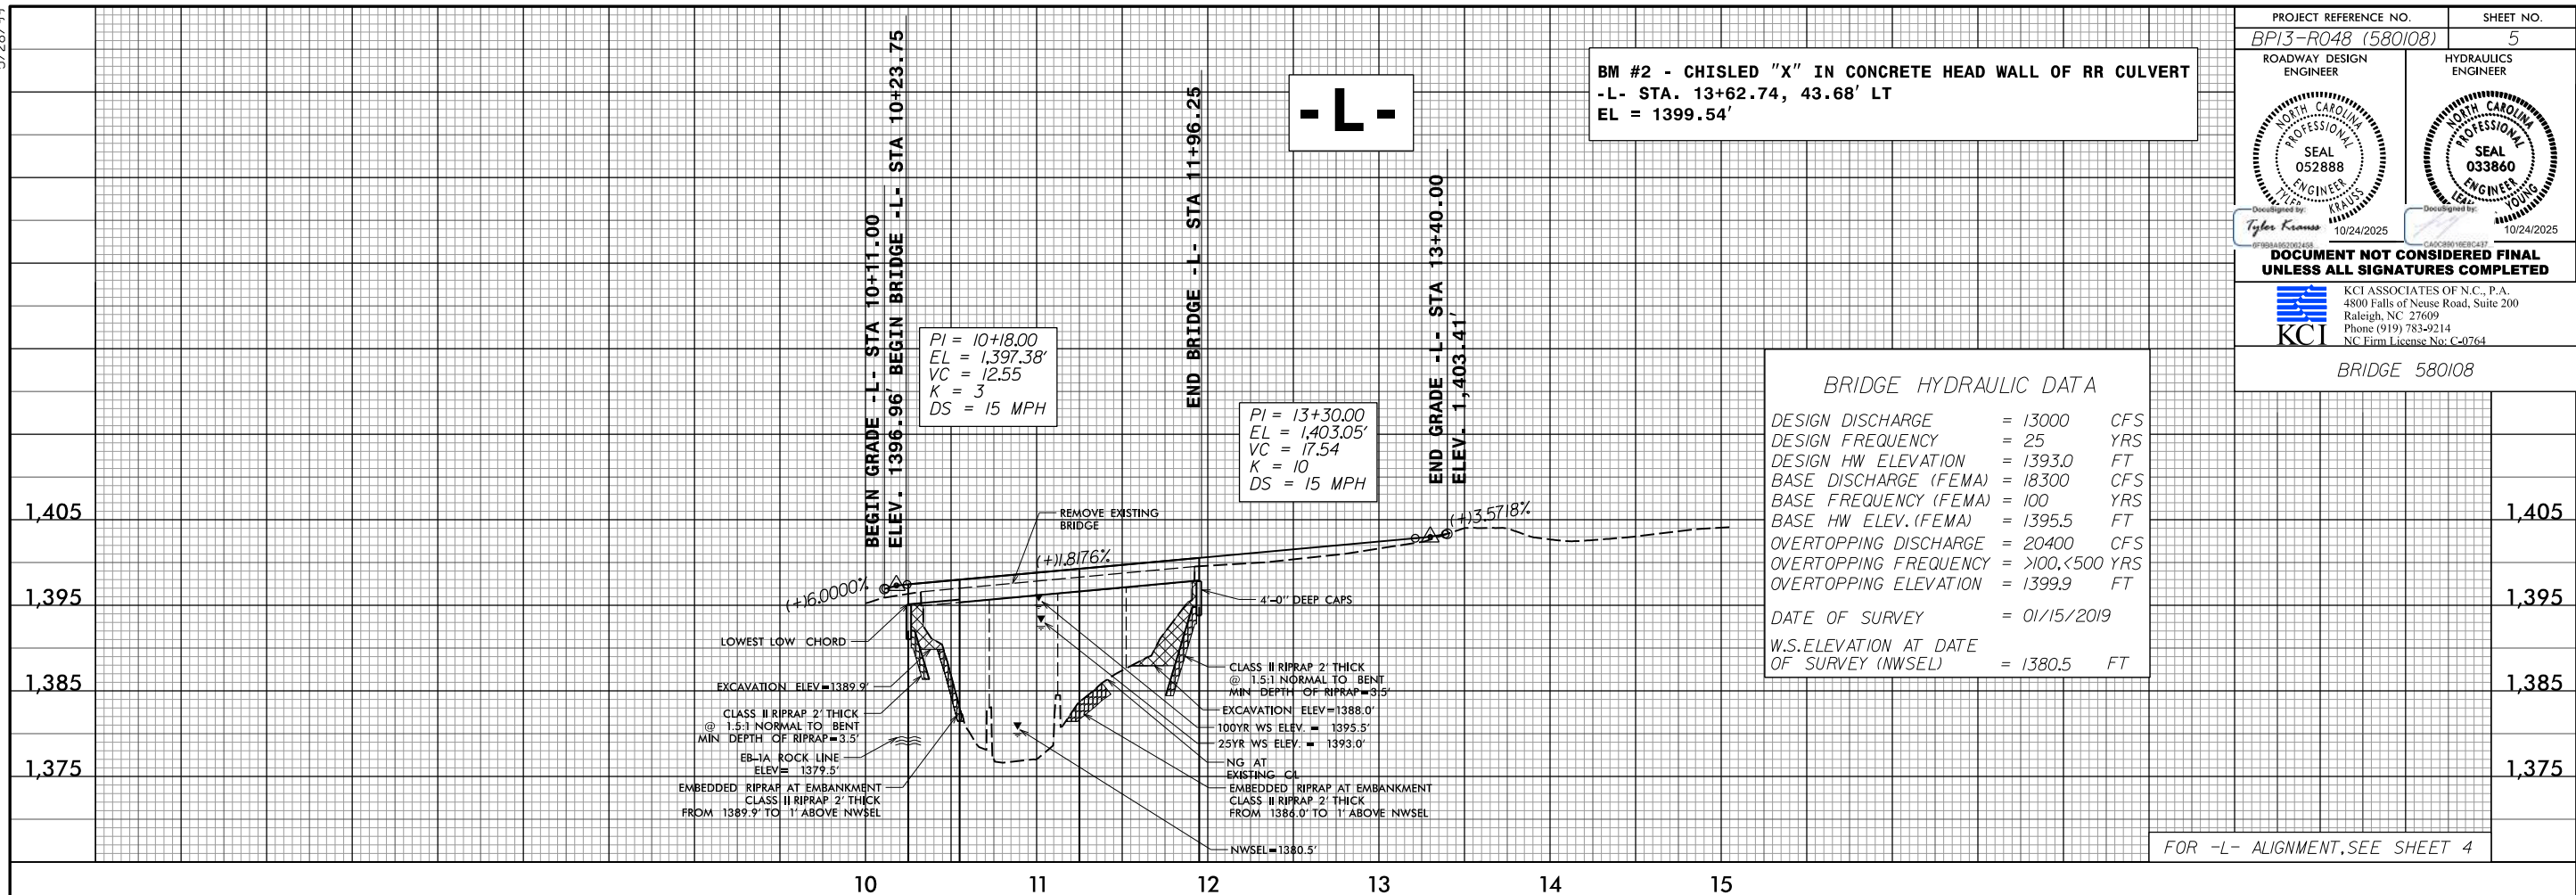 PROJECT REFERENCE NO.
SHEET NO.
BP13-R048 (580108)
5
ROADWAY DESIGN
ENGINEER
HYDRAULICS
ENGINEER
NORTH CAROLINA
PROFESSIONAL
SEAL
052888
ENGINEER
KRAUSS
NORTH CAROLINA
PROFESSIONAL
SEAL
033860
ENGINEER
YOUNG
DocuSigned by:
Tyler Krauss
10/24/2025
DocuSigned by:
10/24/2025
DOCUMENT NOT CONSIDERED FINAL
UNLESS ALL SIGNATURES COMPLETED
KCI
KCI ASSOCIATES OF N.C., P.A.
4800 Falls of Neuse Road, Suite 200
Raleigh, NC 27609
Phone (919) 783-9214
NC Firm License No: C-0764
BRIDGE 580108
-L-
BM #2 - CHISLED "X" IN CONCRETE HEAD WALL OF RR CULVERT
-L- STA. 13+62.74, 43.68' LT
EL = 1399.54'
BEGIN GRADE -L- STA 10+11.00
ELEV. 1396.96'
BEGIN BRIDGE -L- STA 10+23.75
END BRIDGE -L- STA 11+96.25
END GRADE -L- STA 13+40.00
ELEV. 1,403.41'
PI = 10+18.00
EL = 1,397.38'
VC = 12.55
K = 3
DS = 15 MPH
PI = 13+30.00
EL = 1,403.05'
VC = 17.54
K = 10
DS = 15 MPH
BRIDGE HYDRAULIC DATA
DESIGN DISCHARGE = 13000 CFS
DESIGN FREQUENCY = 25 YRS
DESIGN HW ELEVATION = 1393.0 FT
BASE DISCHARGE (FEMA) = 18300 CFS
BASE FREQUENCY (FEMA) = 100 YRS
BASE HW ELEV. (FEMA) = 1395.5 FT
OVERTOPPING DISCHARGE = 20400 CFS
OVERTOPPING FREQUENCY = >100,<500 YRS
OVERTOPPING ELEVATION = 1399.9 FT
DATE OF SURVEY = 01/15/2019
W.S.ELEVATION AT DATE
OF SURVEY (NWSEL) = 1380.5 FT
1,405
1,395
1,385
1,375
1,405
1,395
1,385
1,375
(+)16.0000%
(+)1.8176%
(+)3.5718%
REMOVE EXISTING
BRIDGE
LOWEST LOW CHORD
EXCAVATION ELEV=1389.9'
CLASS II RIPRAP 2' THICK
@ 1.5:1 NORMAL TO BENT
MIN DEPTH OF RIPRAP=3.5'
EB-1A ROCK LINE
ELEV= 1379.5'
EMBEDDED RIPRAP AT EMBANKMENT
CLASS II RIPRAP 2' THICK
FROM 1389.9' TO 1' ABOVE NWSEL
4'-0" DEEP CAPS
CLASS II RIPRAP 2' THICK
@ 1.5:1 NORMAL TO BENT
MIN DEPTH OF RIPRAP=3.5'
EXCAVATION ELEV=1388.0'
100YR WS ELEV. = 1395.5'
25YR WS ELEV. = 1393.0'
NG AT
EXISTING CL
EMBEDDED RIPRAP AT EMBANKMENT
CLASS II RIPRAP 2' THICK
FROM 1386.0' TO 1' ABOVE NWSEL
NWSEL=1380.5'
FOR -L- ALIGNMENT, SEE SHEET 4
10
11
12
13
14
15